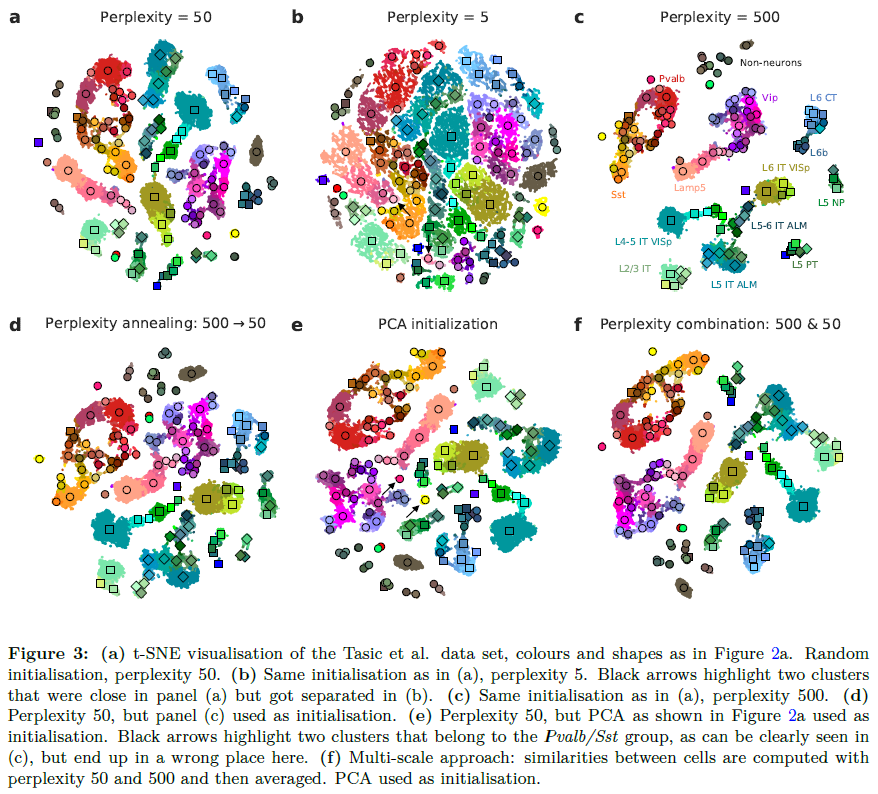 a Perplexity = 50
b Perplexity = 5
c Perplexity = 500
Non-neurons
Pvalb
Vip
L6 CT
L6b
L6 IT VISp
Sst
Lamp5
L5 NP
L5-6 IT ALM
L4-5 IT VISp
L5 PT
L2/3 IT
L5 IT ALM
d Perplexity annealing: 500 → 50
e PCA initialization
f Perplexity combination: 500 & 50
Figure 3: (a) t-SNE visualisation of the Tasic et al. data set, colours and shapes as in Figure 2a. Random
initialisation, perplexity 50. (b) Same initialisation as in (a), perplexity 5. Black arrows highlight two clusters
that were close in panel (a) but got separated in (b). (c) Same initialisation as in (a), perplexity 500. (d)
Perplexity 50, but panel (c) used as initialisation. (e) Perplexity 50, but PCA as shown in Figure 2a used as
initialisation. Black arrows highlight two clusters that belong to the Pvalb/Sst group, as can be clearly seen in
(c), but end up in a wrong place here. (f) Multi-scale approach: similarities between cells are computed with
perplexity 50 and 500 and then averaged. PCA used as initialisation.